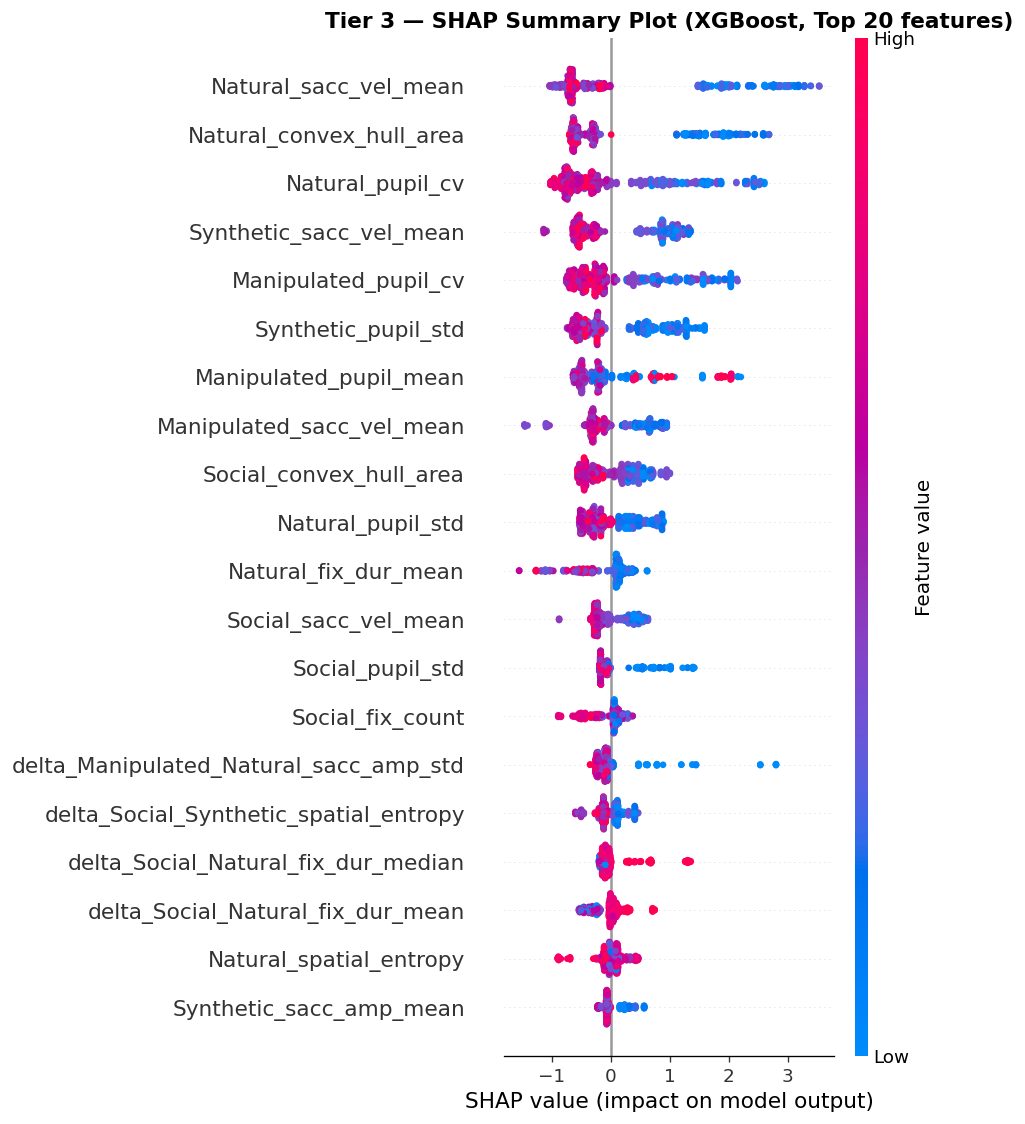 Tier 3 — SHAP Summary Plot (XGBoost, Top 20 features)
High
Natural_sacc_vel_mean
Natural_convex_hull_area
Natural_pupil_cv
Synthetic_sacc_vel_mean
Manipulated_pupil_cv
Synthetic_pupil_std
Manipulated_pupil_mean
Manipulated_sacc_vel_mean
Social_convex_hull_area
Natural_pupil_std
Natural_fix_dur_mean
Social_sacc_vel_mean
Social_pupil_std
Social_fix_count
delta_Manipulated_Natural_sacc_amp_std
delta_Social_Synthetic_spatial_entropy
delta_Social_Natural_fix_dur_median
delta_Social_Natural_fix_dur_mean
Natural_spatial_entropy
Synthetic_sacc_amp_mean
Feature value
Low
−1 0 1 2 3
SHAP value (impact on model output)